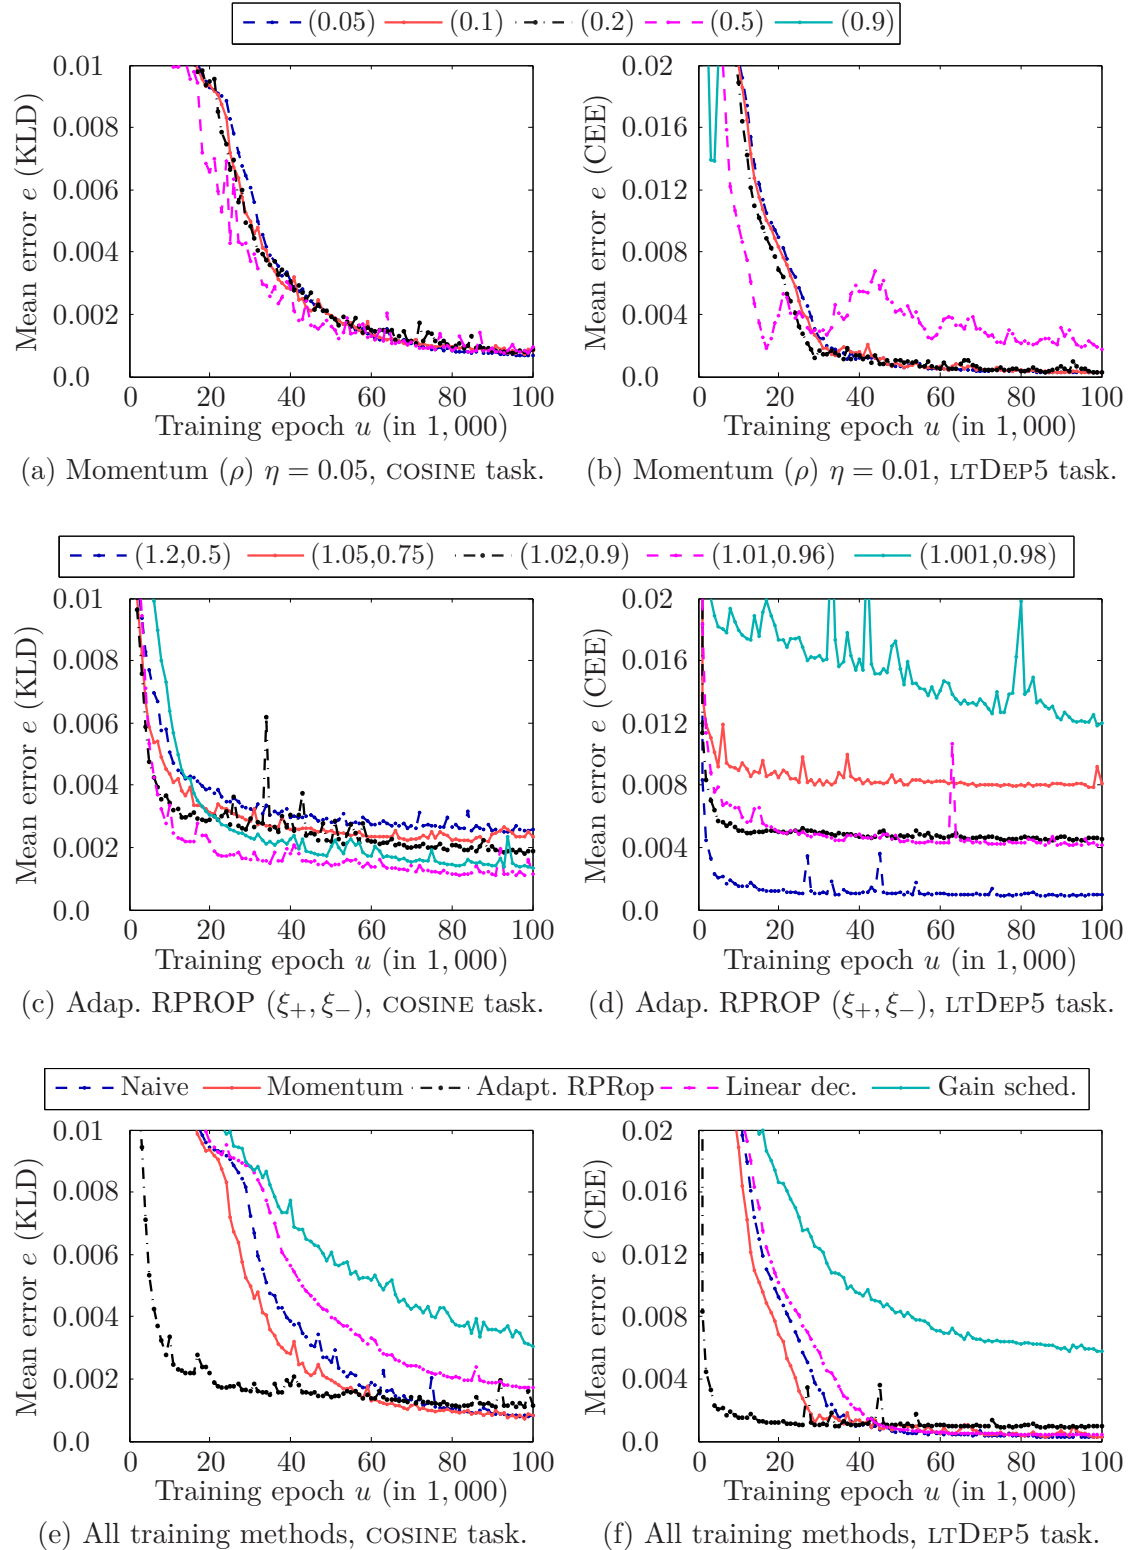 (0.05) (0.1) (0.2) (0.5) (0.9)
0.01 0.008 0.006 0.004 0.002 0.0
Mean error e (KLD)
0 20 40 60 80 100
Training epoch u (in 1, 000)
(a) Momentum (ρ) η = 0.05, COSINE task.
0.02 0.016 0.012 0.008 0.004 0.0
Mean error e (CEE)
0 20 40 60 80 100
Training epoch u (in 1, 000)
(b) Momentum (ρ) η = 0.01, LTDEP5 task.
(1.2,0.5) (1.05,0.75) (1.02,0.9) (1.01,0.96) (1.001,0.98)
0.01 0.008 0.006 0.004 0.002 0.0
Mean error e (KLD)
0 20 40 60 80 100
Training epoch u (in 1, 000)
(c) Adap. RPROP (ξ+, ξ−), COSINE task.
0.02 0.016 0.012 0.008 0.004 0.0
Mean error e (CEE)
0 20 40 60 80 100
Training epoch u (in 1, 000)
(d) Adap. RPROP (ξ+, ξ−), LTDEP5 task.
Naive Momentum Adapt. RPRop Linear dec. Gain sched.
0.01 0.008 0.006 0.004 0.002 0.0
Mean error e (KLD)
0 20 40 60 80 100
Training epoch u (in 1, 000)
(e) All training methods, COSINE task.
0.02 0.016 0.012 0.008 0.004 0.0
Mean error e (CEE)
0 20 40 60 80 100
Training epoch u (in 1, 000)
(f) All training methods, LTDEP5 task.